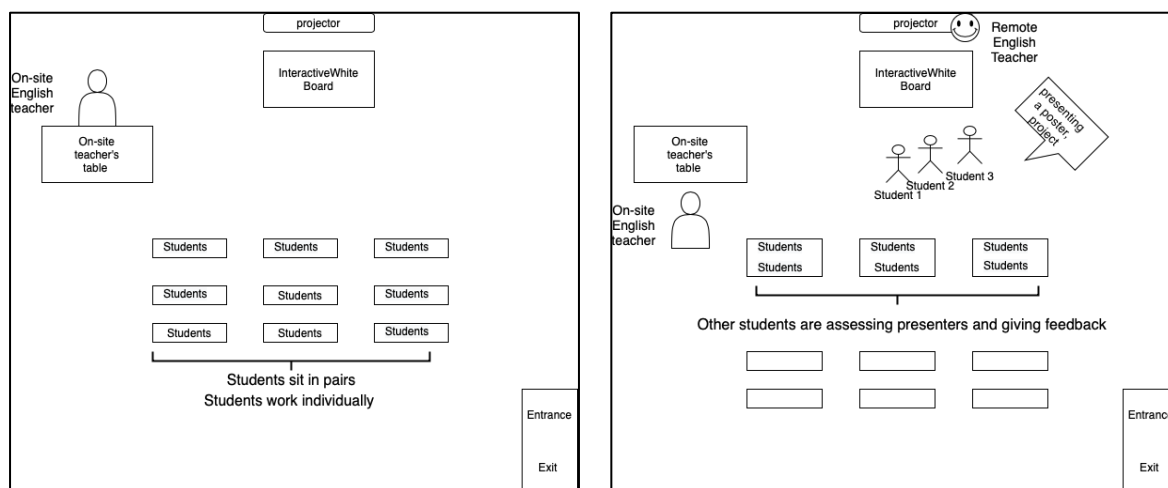 projector
InteractiveWhite
Board
On-site
English
teacher
On-site
teacher's
table
Students
Students
Students
Students
Students
Students
Students
Students
Students
Students sit in pairs
Students work individually
Entrance
Exit
projector
Remote
English
Teacher
InteractiveWhite
Board
presenting
a poster,
project
On-site
teacher's
table
Student 1
Student 2
Student 3
On-site
English
teacher
Students
Students
Students
Students
Students
Students
Other students are assessing presenters and giving feedback
Entrance
Exit